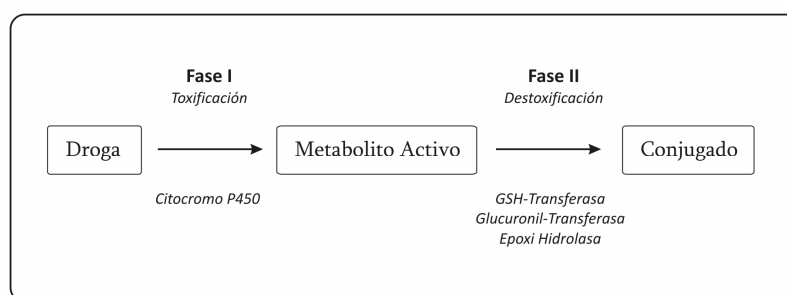 Fase I
Toxificación
Fase II
Destoxificación
Droga
Metabolito Activo
Conjugado
Citocromo P450
GSH-Transferasa
Glucuronil-Transferasa
Epoxi Hidrolasa